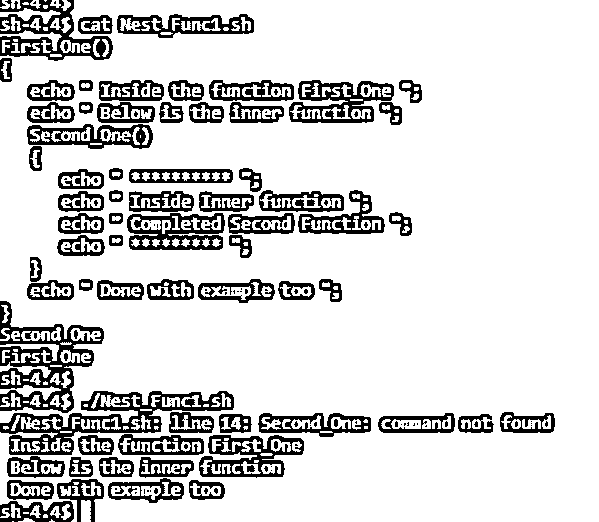 sh-4.4$
sh-4.4$ cat Nest_Func1.sh
First_One()
{
echo " Inside the function First_One ";
echo " Below is the inner function ";
Second_One()
{
echo " ********** ";
echo " Inside Inner function ";
echo " Completed Second Function ";
echo " ********* ";
}
echo " Done with example too ";
}
Second_One
First_One
sh-4.4$
sh-4.4$ ./Nest_Func1.sh
./Nest_Func1.sh: line 14: Second_One: command not found
Inside the function First_One
Below is the inner function
Done with example too
sh-4.4$